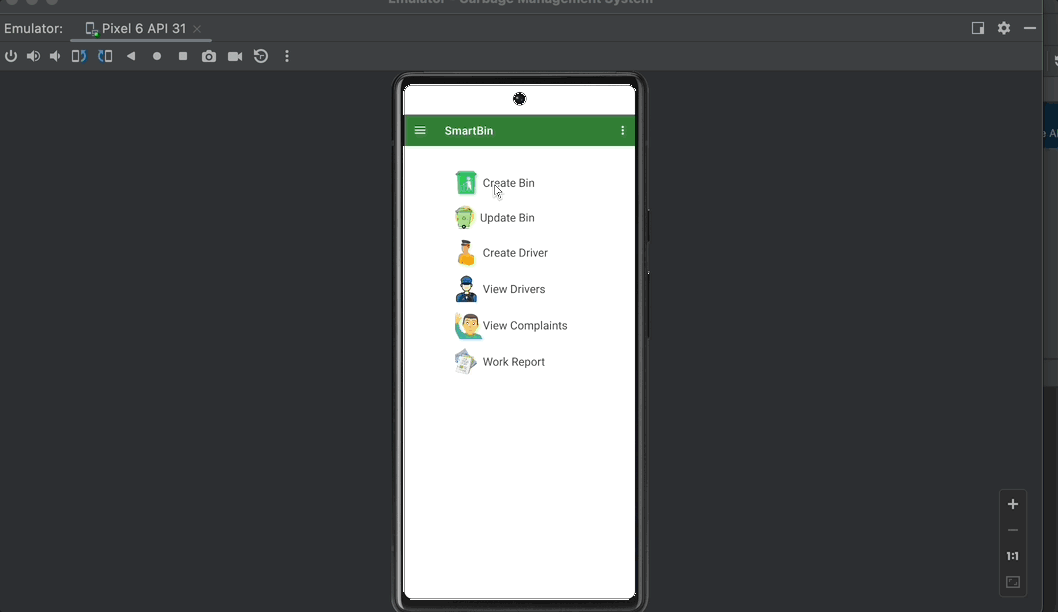 Emulator - Garbage Management System
Emulator:
Pixel 6 API 31
SmartBin
Create Bin
Update Bin
Create Driver
View Drivers
View Complaints
Work Report
1:1